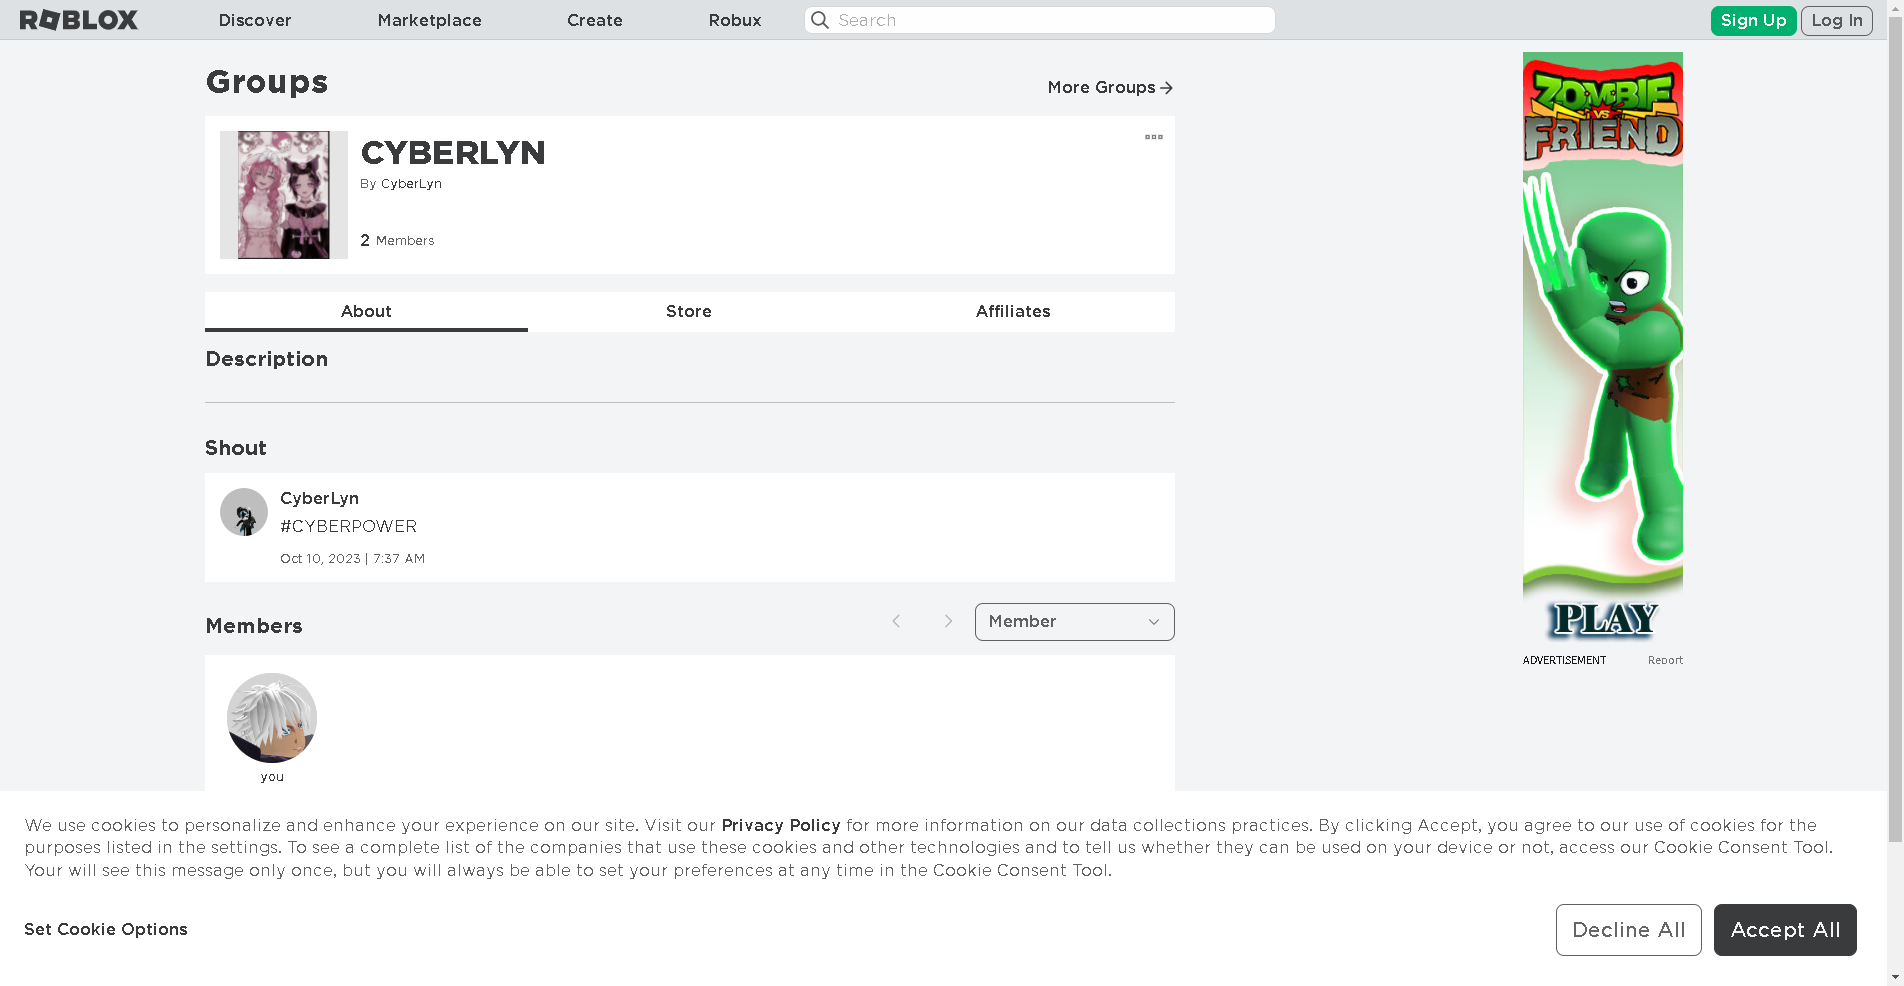 ROBLOX
Discover
Marketplace
Create
Robux
Search
Sign Up
Log In
Groups
More Groups
CYBERLYN
By CyberLyn
2 Members
About
Store
Affiliates
Description
Shout
CyberLyn
#CYBERPOWER
Oct 10, 2023 | 7:37 AM
Members
Member
you
ZOMBIE
VS
FRIEND
PLAY
ADVERTISEMENT
Report
We use cookies to personalize and enhance your experience on our site. Visit our Privacy Policy for more information on our data collections practices. By clicking Accept, you agree to our use of cookies for the
purposes listed in the settings. To see a complete list of the companies that use these cookies and other technologies and to tell us whether they can be used on your device or not, access our Cookie Consent Tool.
Your will see this message only once, but you will always be able to set your preferences at any time in the Cookie Consent Tool.
Set Cookie Options
Decline All
Accept All